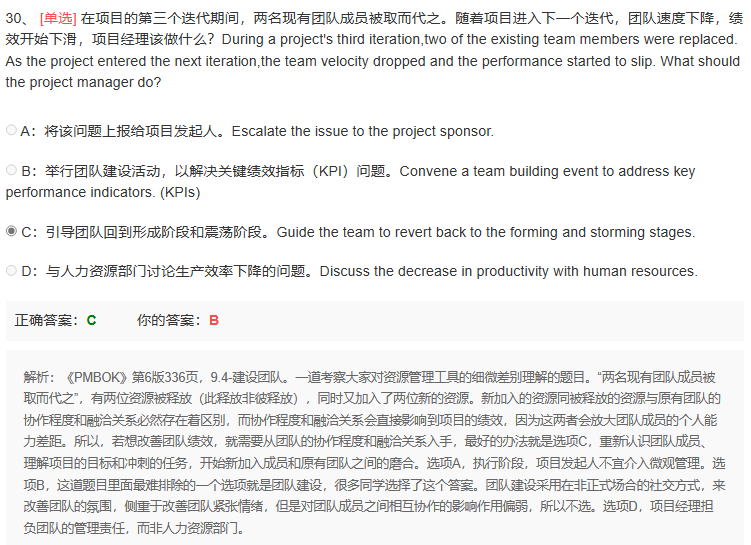 30、 [单选] 在项目的第三个迭代期间，两名现有团队成员被取而代之。随着项目进入下一个迭代，团队速度下降，绩
效开始下滑，项目经理该做什么？During a project's third iteration,two of the existing team members were replaced.
As the project entered the next iteration,the team velocity dropped and the performance started to slip. What should
the project manager do?
A：将该问题上报给项目发起人。Escalate the issue to the project sponsor.
B：举行团队建设活动，以解决关键绩效指标（KPI）问题。Convene a team building event to address key
performance indicators. (KPIs)
C：引导团队回到形成阶段和震荡阶段。Guide the team to revert back to the forming and storming stages.
D：与人力资源部门讨论生产效率下降的问题。Discuss the decrease in productivity with human resources.
正确答案：C 你的答案：B
解析：《PMBOK》第6版336页，9.4-建设团队。一道考察大家对资源管理工具的细微差别理解的题目。“两名现有团队成员被
取而代之”，有两位资源被释放（此释放非彼释放），同时又加入了两位新的资源。新加入的资源同被释放的资源与原有团队的
协作程度和融洽关系必然存在着区别，而协作程度和融洽关系会直接影响到项目的绩效，因为这两者会放大团队成员的个人能
力差距。所以，若想改善团队绩效，就需要从团队的协作程度和融洽关系入手，最好的办法就是选项C，重新认识团队成员、
理解项目的目标和冲刺的任务，开始新加入成员和原有团队之间的磨合。选项A，执行阶段，项目发起人不宜介入微观管理。选
项B，这道题目里面最难排除的一个选项就是团队建设，很多同学选择了这个答案。团队建设采用在非正式场合的社交方式，来
改善团队的氛围，侧重于改善团队紧张情绪，但是对团队成员之间相互协作的影响作用偏弱，所以不选。选项D，项目经理担
负团队的管理责任，而非人力资源部门。